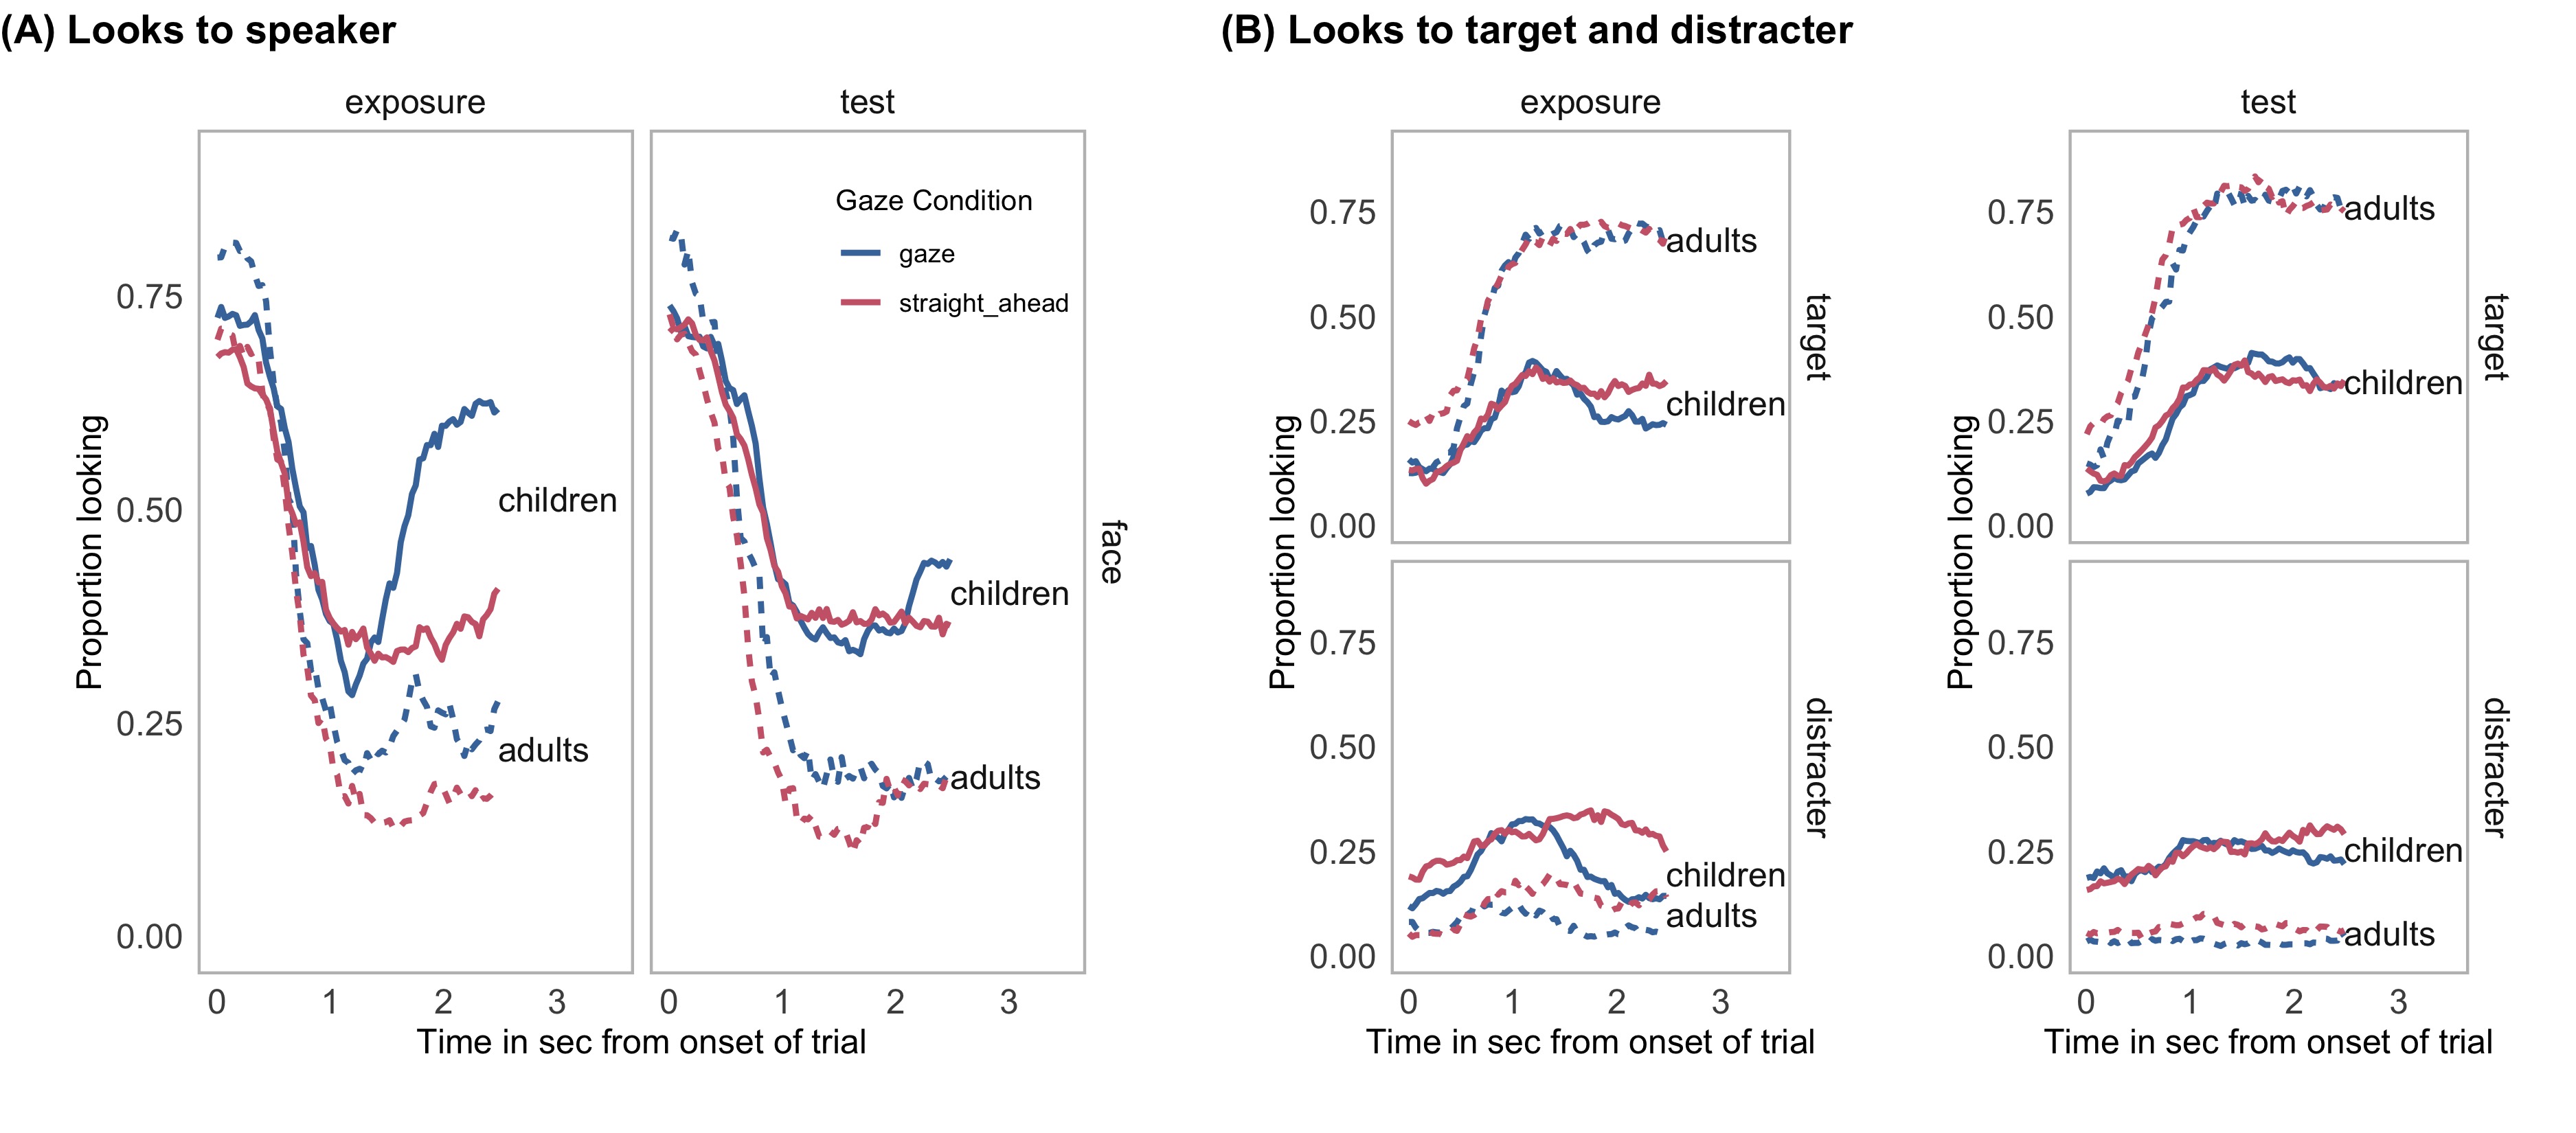 (A) Looks to speaker
exposure
test
Proportion looking
0.75
0.50
0.25
0.00
Gaze Condition
gaze
straight_ahead
children
adults
children
adults
face
0 1 2 3
0 1 2 3
Time in sec from onset of trial
(B) Looks to target and distracter
exposure
Proportion looking
0.75
0.50
0.25
0.00
adults
children
target
0.75
0.50
0.25
0.00
children
adults
distracter
0 1 2 3
Time in sec from onset of trial
test
Proportion looking
0.75
0.50
0.25
0.00
adults
children
target
0.75
0.50
0.25
0.00
children
adults
distracter
0 1 2 3
Time in sec from onset of trial